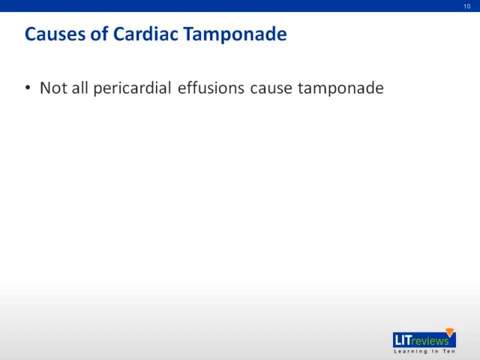 10
Causes of Cardiac Tamponade
• Not all pericardial effusions cause tamponade
LITreviews
Learning In Ten